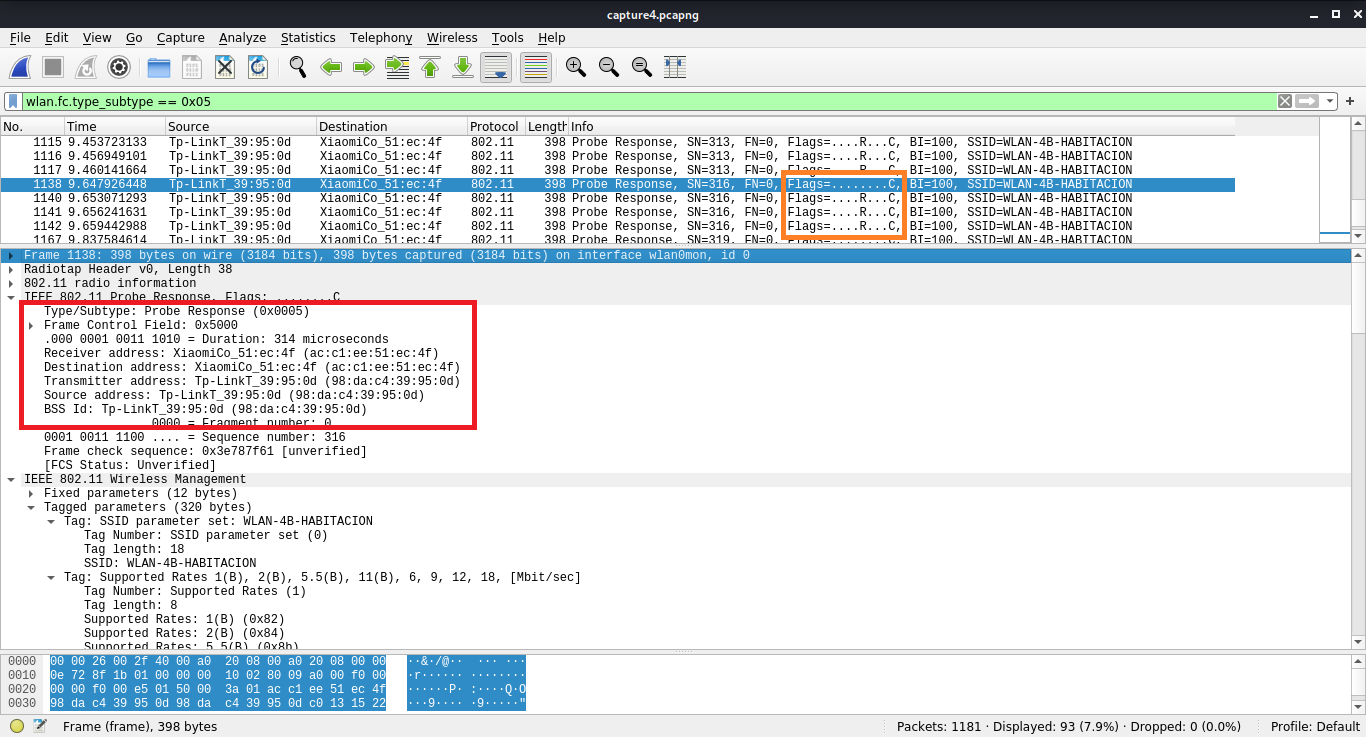 capture4.pcapng
File Edit View Go Capture Analyze Statistics Telephony Wireless Tools Help
wlan.fc.type_subtype == 0x05
No. Time Source Destination Protocol Length Info
1115 9.453723133 Tp-LinkT_39:95:0d XiaomiCo_51:ec:4f 802.11 398 Probe Response, SN=313, FN=0, Flags=....R...C, BI=100, SSID=WLAN-4B-HABITACION
1116 9.456949101 Tp-LinkT_39:95:0d XiaomiCo_51:ec:4f 802.11 398 Probe Response, SN=313, FN=0, Flags=....R...C, BI=100, SSID=WLAN-4B-HABITACION
1117 9.460141664 Tp-LinkT_39:95:0d XiaomiCo_51:ec:4f 802.11 398 Probe Response, SN=313, FN=0, Flags=....R...C, BI=100, SSID=WLAN-4B-HABITACION
1138 9.647926448 Tp-LinkT_39:95:0d XiaomiCo_51:ec:4f 802.11 398 Probe Response, SN=316, FN=0, Flags=........C, BI=100, SSID=WLAN-4B-HABITACION
1140 9.653071293 Tp-LinkT_39:95:0d XiaomiCo_51:ec:4f 802.11 398 Probe Response, SN=316, FN=0, Flags=....R...C, BI=100, SSID=WLAN-4B-HABITACION
1141 9.656241631 Tp-LinkT_39:95:0d XiaomiCo_51:ec:4f 802.11 398 Probe Response, SN=316, FN=0, Flags=....R...C, BI=100, SSID=WLAN-4B-HABITACION
1142 9.659442988 Tp-LinkT_39:95:0d XiaomiCo_51:ec:4f 802.11 398 Probe Response, SN=316, FN=0, Flags=....R...C, BI=100, SSID=WLAN-4B-HABITACION
1167 9.837584614 Tp-LinkT_39:95:0d XiaomiCo_51:ec:4f 802.11 398 Probe Response, SN=319, FN=0, Flags=........C, BI=100, SSID=WLAN-4B-HABITACION
Frame 1138: 398 bytes on wire (3184 bits), 398 bytes captured (3184 bits) on interface wlan0mon, id 0
Radiotap Header v0, Length 38
802.11 radio information
IEEE 802.11 Probe Response, Flags: ........C
Type/Subtype: Probe Response (0x0005)
Frame Control Field: 0x5000
.000 0001 0011 1010 = Duration: 314 microseconds
Receiver address: XiaomiCo_51:ec:4f (ac:c1:ee:51:ec:4f)
Destination address: XiaomiCo_51:ec:4f (ac:c1:ee:51:ec:4f)
Transmitter address: Tp-LinkT_39:95:0d (98:da:c4:39:95:0d)
Source address: Tp-LinkT_39:95:0d (98:da:c4:39:95:0d)
BSS Id: Tp-LinkT_39:95:0d (98:da:c4:39:95:0d)
0000 = Fragment number: 0
0001 0011 1100 .... = Sequence number: 316
Frame check sequence: 0x3e787f61 [unverified]
[FCS Status: Unverified]
IEEE 802.11 Wireless Management
Fixed parameters (12 bytes)
Tagged parameters (320 bytes)
Tag: SSID parameter set: WLAN-4B-HABITACION
Tag Number: SSID parameter set (0)
Tag length: 18
SSID: WLAN-4B-HABITACION
Tag: Supported Rates 1(B), 2(B), 5.5(B), 11(B), 6, 9, 12, 18, [Mbit/sec]
Tag Number: Supported Rates (1)
Tag length: 8
Supported Rates: 1(B) (0x82)
Supported Rates: 2(B) (0x84)
Supported Rates: 5.5(B) (0x8b)
0000 00 00 26 00 2f 40 00 a0 20 08 00 a0 20 08 00 00 ··&·/@·· ··· ···
0010 0e 72 8f 1b 01 00 00 00 10 02 80 09 a0 00 f0 00 ·r······ ········
0020 00 00 f0 00 e5 01 50 00 3a 01 ac c1 ee 51 ec 4f ······P· :····Q·O
0030 98 da c4 39 95 0d 98 da c4 39 95 0d c0 13 15 22 ···9···· ·9·····"
Frame (frame), 398 bytes Packets: 1181 · Displayed: 93 (7.9%) · Dropped: 0 (0.0%) Profile: Default